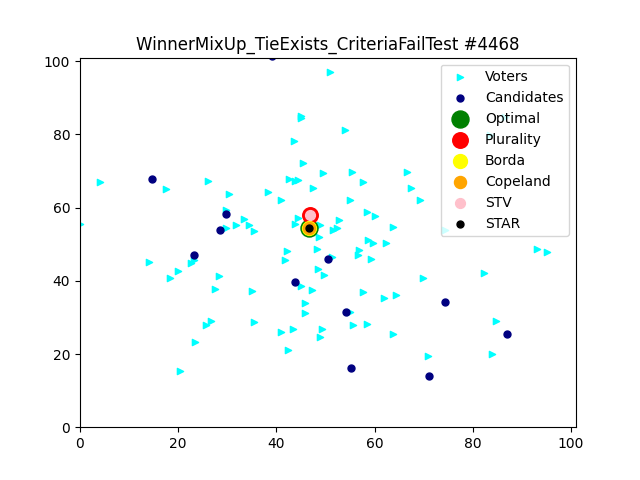 WinnerMixUp_TieExists_CriteriaFailTest #4468
100
80
60
40
20
0
0 20 40 60 80 100
Voters
Candidates
Optimal
Plurality
Borda
Copeland
STV
STAR